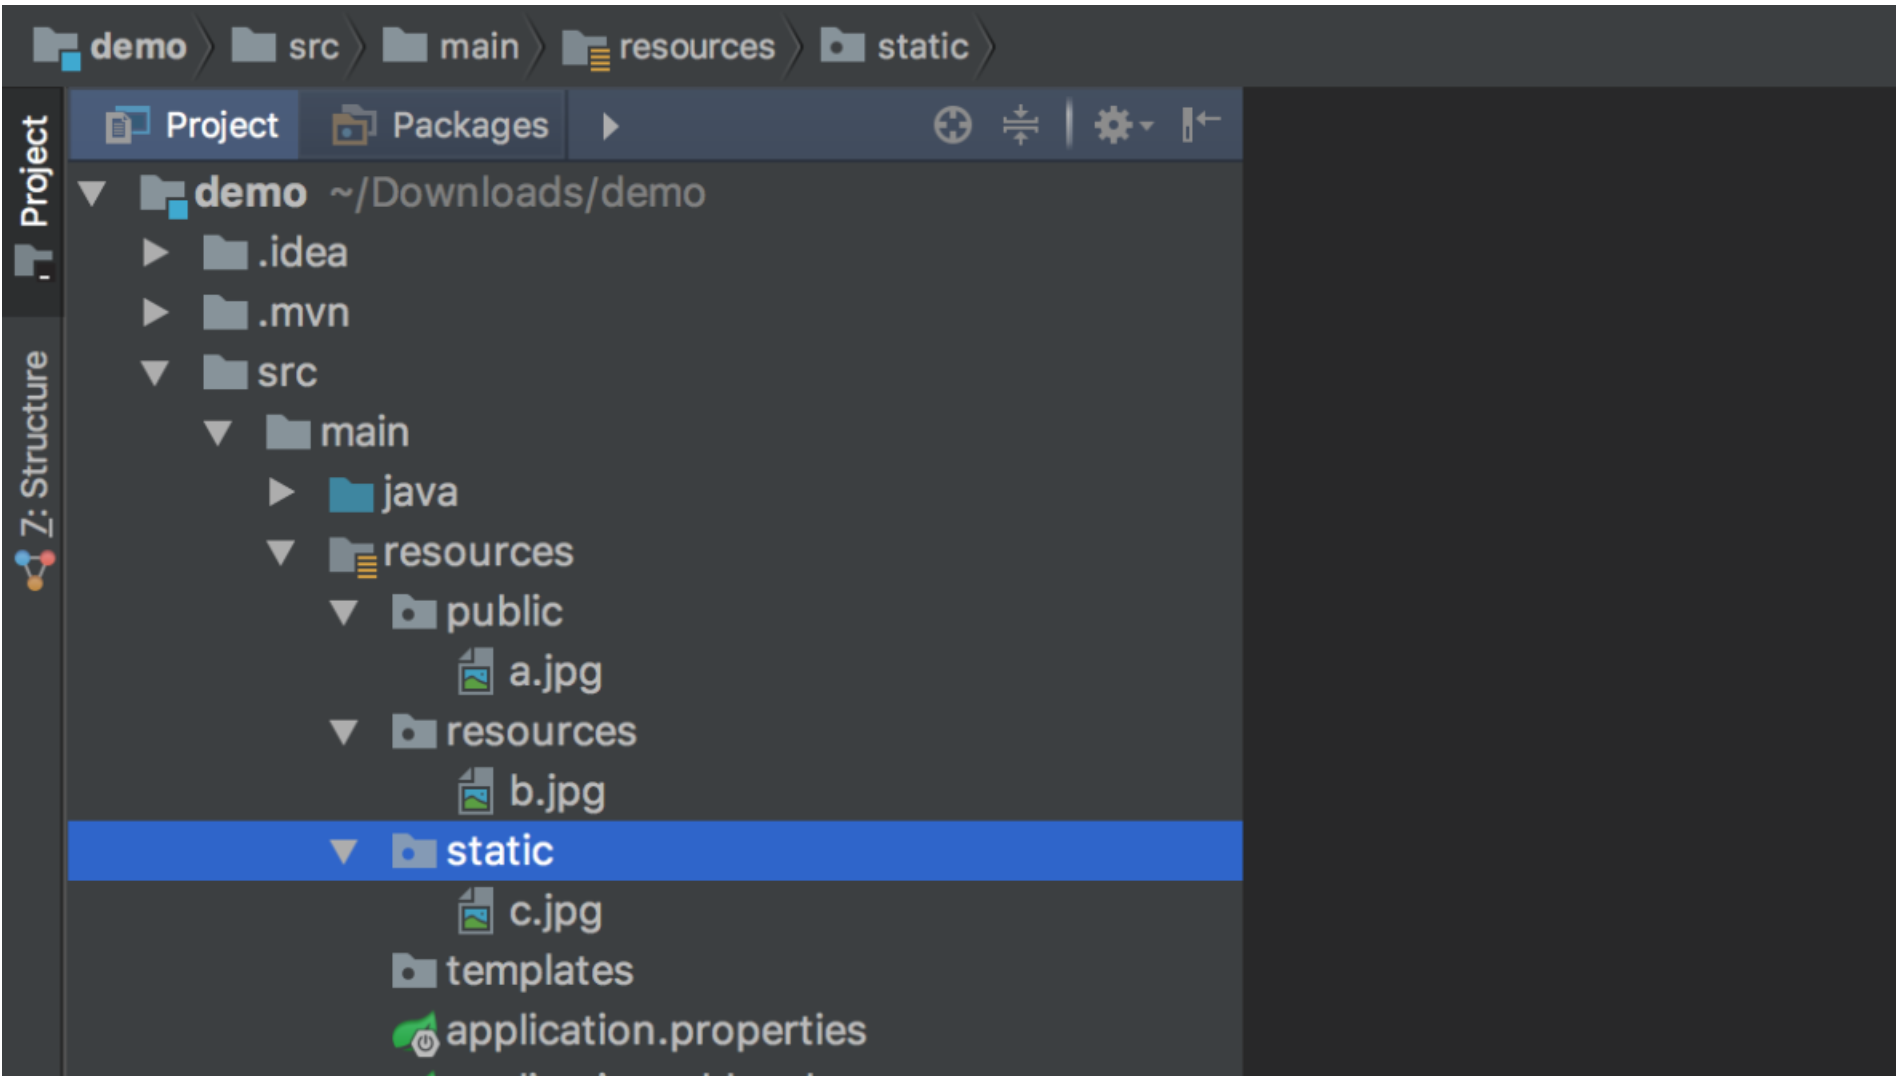 demo src main resources static
Project Packages
Project
7: Structure
demo ~/Downloads/demo
.idea
.mvn
src
main
java
resources
public
a.jpg
resources
b.jpg
static
c.jpg
templates
application.properties